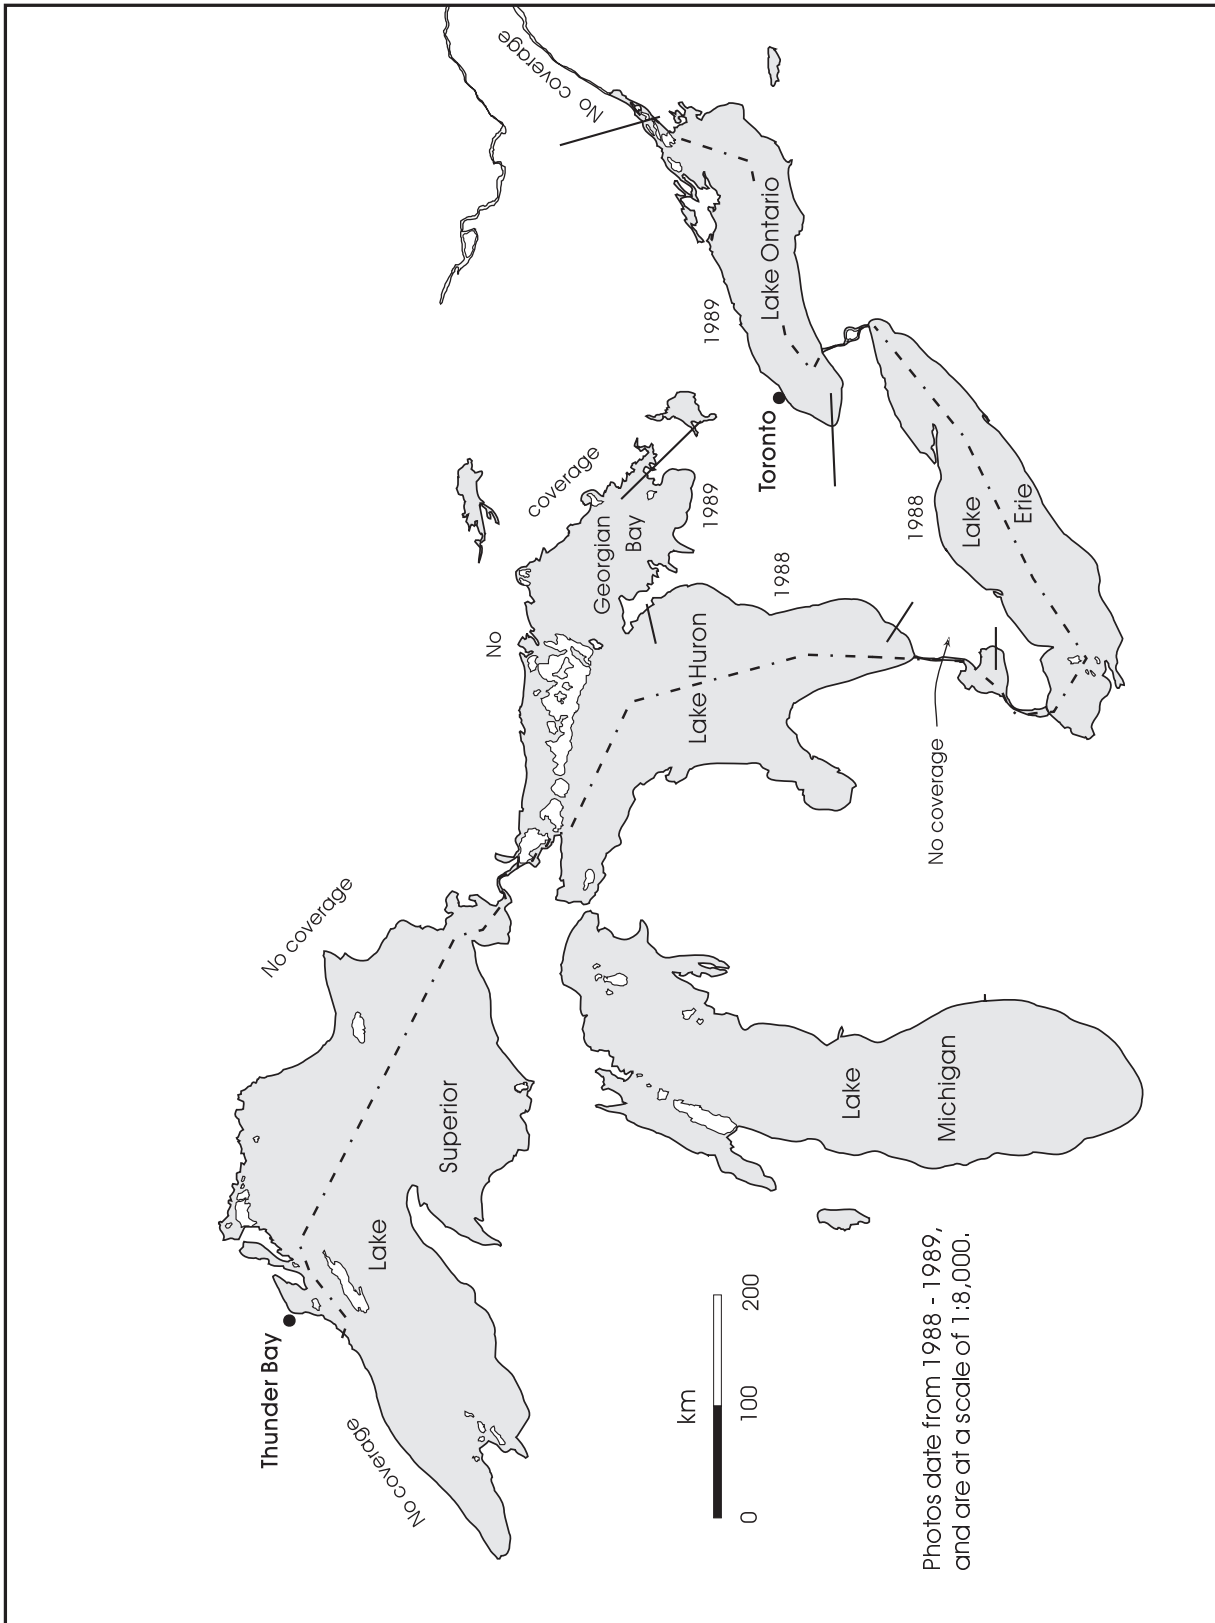 No coverage
Thunder Bay
No coverage
Lake
Superior
No
coverage
Georgian
Bay
1989
1988
Lake Huron
No coverage
Lake
Michigan
1989
Toronto
Lake Ontario
No coverage
1988
Lake
Erie
km
0
100
200
Photos date from 1988 - 1989,
and are at a scale of 1:8,000.